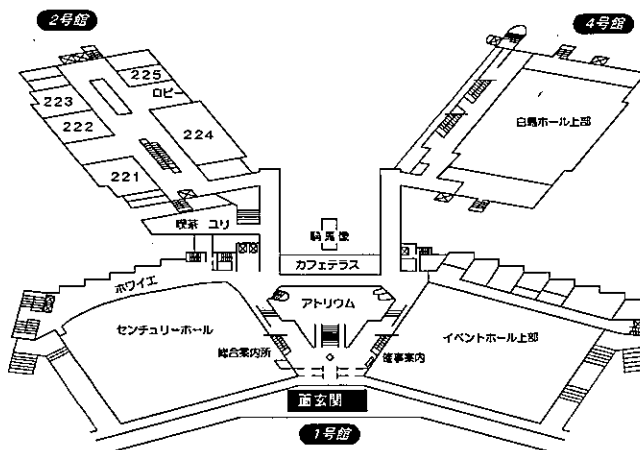 2号館
4号館
225
ロビー
223
224
222
白鳥ホール上部
221
喫茶 ユリ
騎馬像
カフェテラス
ホワイエ
アトリウム
センチュリーホール
イベントホール上部
総合案内所
催事案内
正玄関
1号館